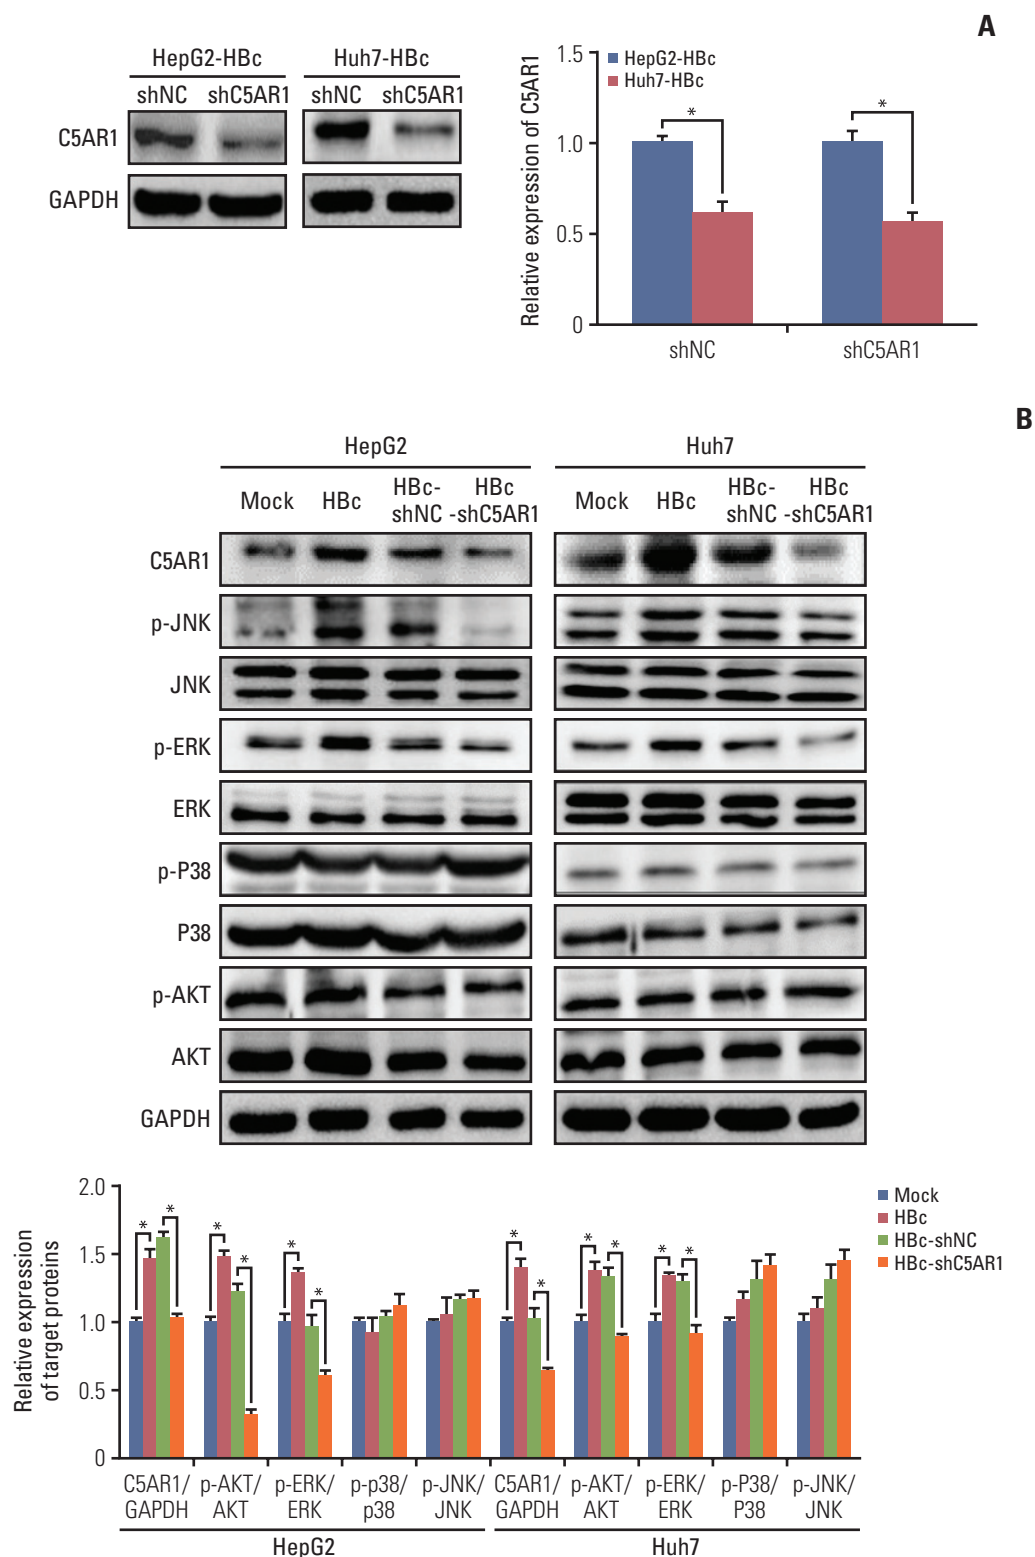 A
HepG2-HBc
Huh7-HBc
shNC shC5AR1
shNC shC5AR1
C5AR1
GAPDH
Relative expression of C5AR1
1.5
1.0
0.5
0
HepG2-HBc
Huh7-HBc
*
*
shNC
shC5AR1
B
HepG2
Huh7
Mock
HBc
HBc-
shNC
HBc
-shC5AR1
Mock
HBc
HBc-
shNC
HBc
-shC5AR1
C5AR1
p-JNK
JNK
p-ERK
ERK
p-P38
P38
p-AKT
AKT
GAPDH
Relative expression
of target proteins
2.0
1.5
1.0
0.5
0
* * * * * * * * * * * *
Mock
HBc
HBc-shNC
HBc-shC5AR1
C5AR1/
GAPDH
p-AKT/
AKT
p-ERK/
ERK
p-p38/
p38
p-JNK/
JNK
C5AR1/
GAPDH
p-AKT/
AKT
p-ERK/
ERK
p-P38/
P38
p-JNK/
JNK
HepG2
Huh7